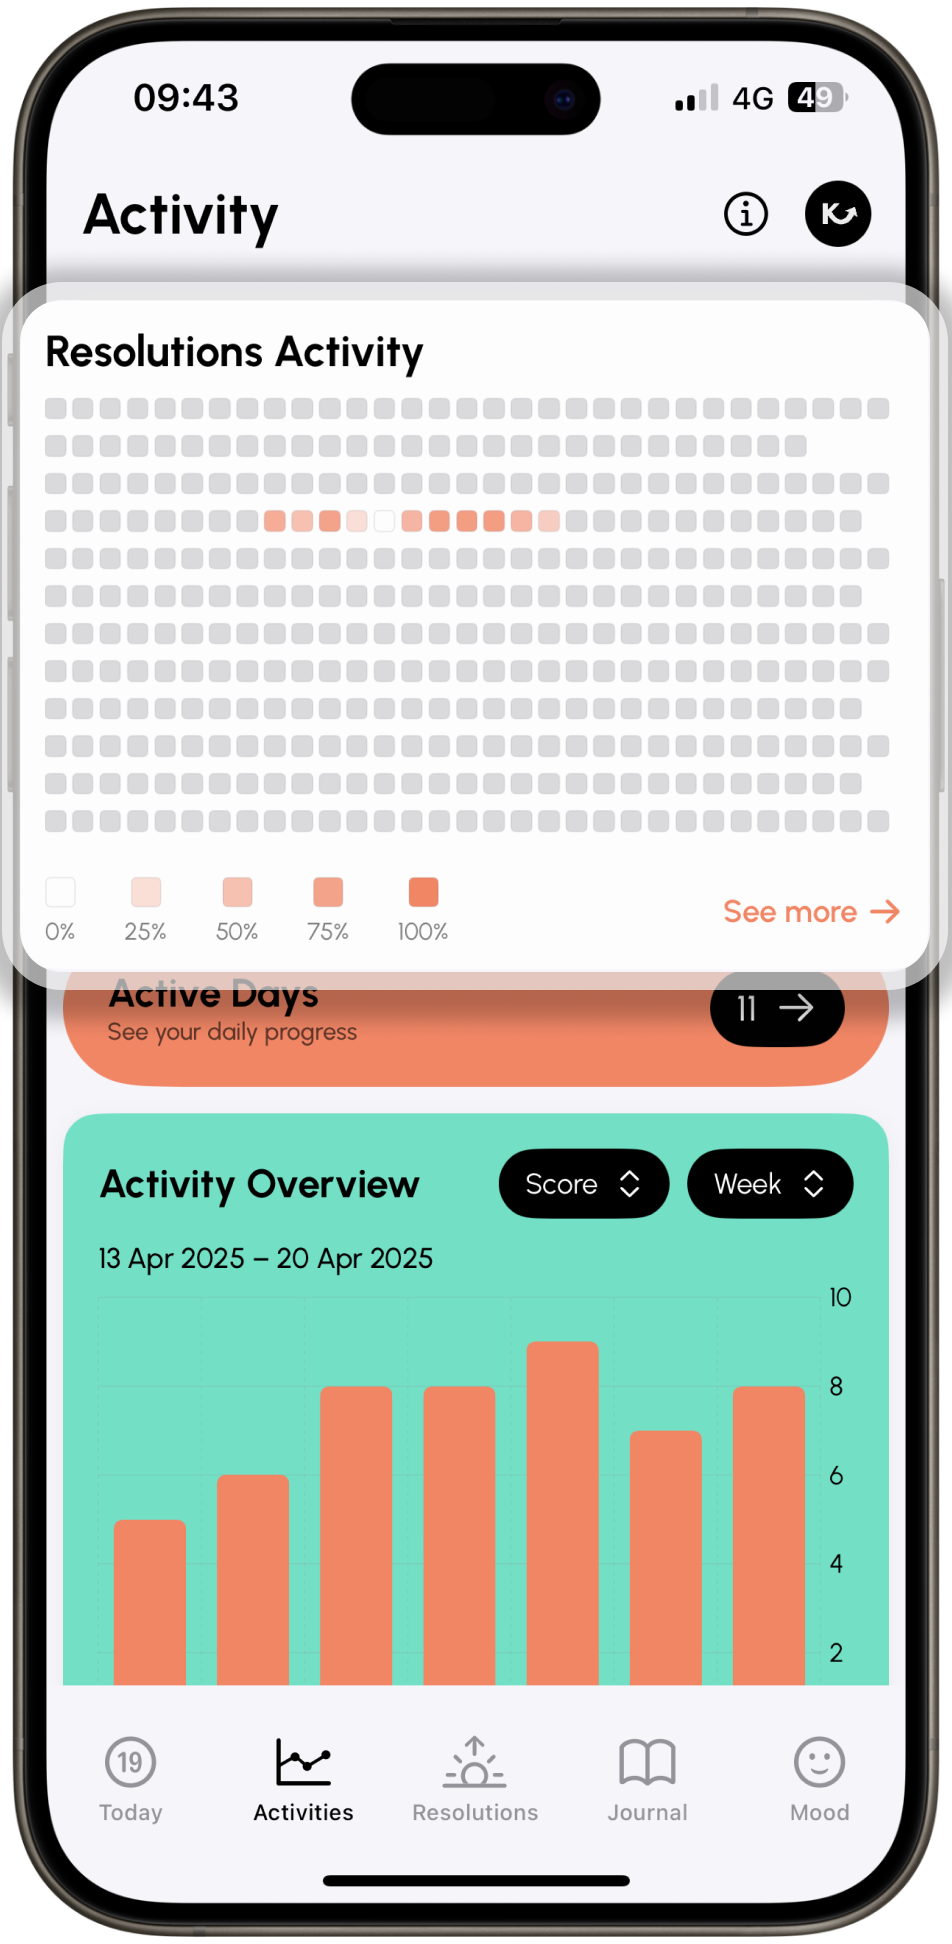 09:43
4G 49
Activity
K
Resolutions Activity
0% 25% 50% 75% 100%
See more →
Active Days
See your daily progress
11 →
Activity Overview
Score
Week
13 Apr 2025 – 20 Apr 2025
10
8
6
4
2
19
Today Activities Resolutions Journal Mood